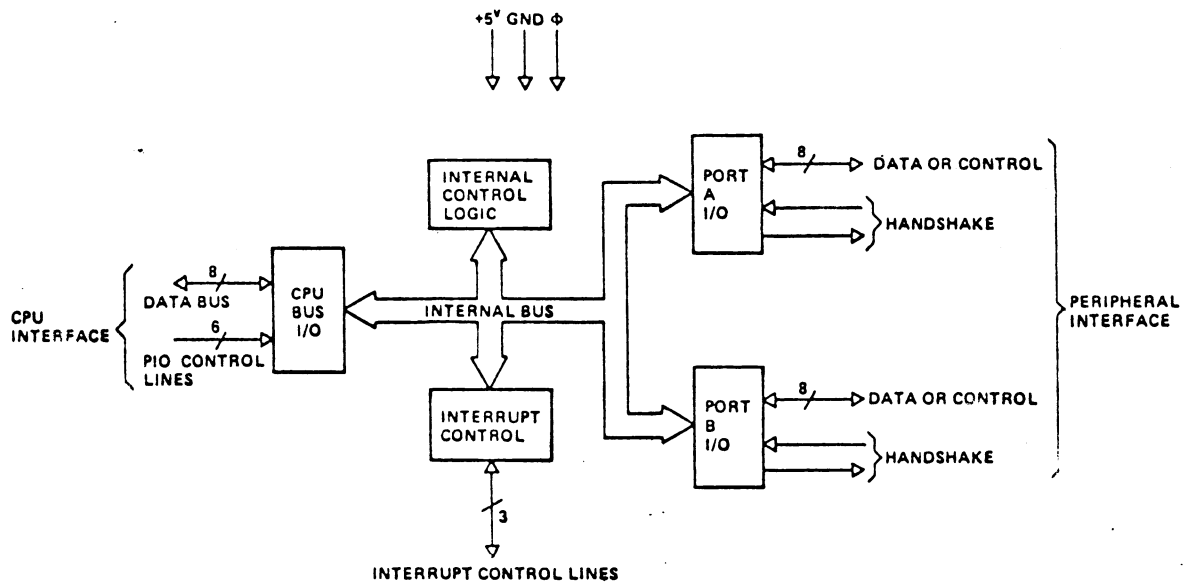 +5V GND Φ
INTERNAL
CONTROL
LOGIC
CPU
INTERFACE
8
DATA BUS
6
PIO CONTROL
LINES
CPU
BUS
I/O
INTERNAL BUS
INTERRUPT
CONTROL
3
INTERRUPT CONTROL LINES
PORT
A
I/O
8
DATA OR CONTROL
HANDSHAKE
PORT
B
I/O
8
DATA OR CONTROL
HANDSHAKE
PERIPHERAL
INTERFACE